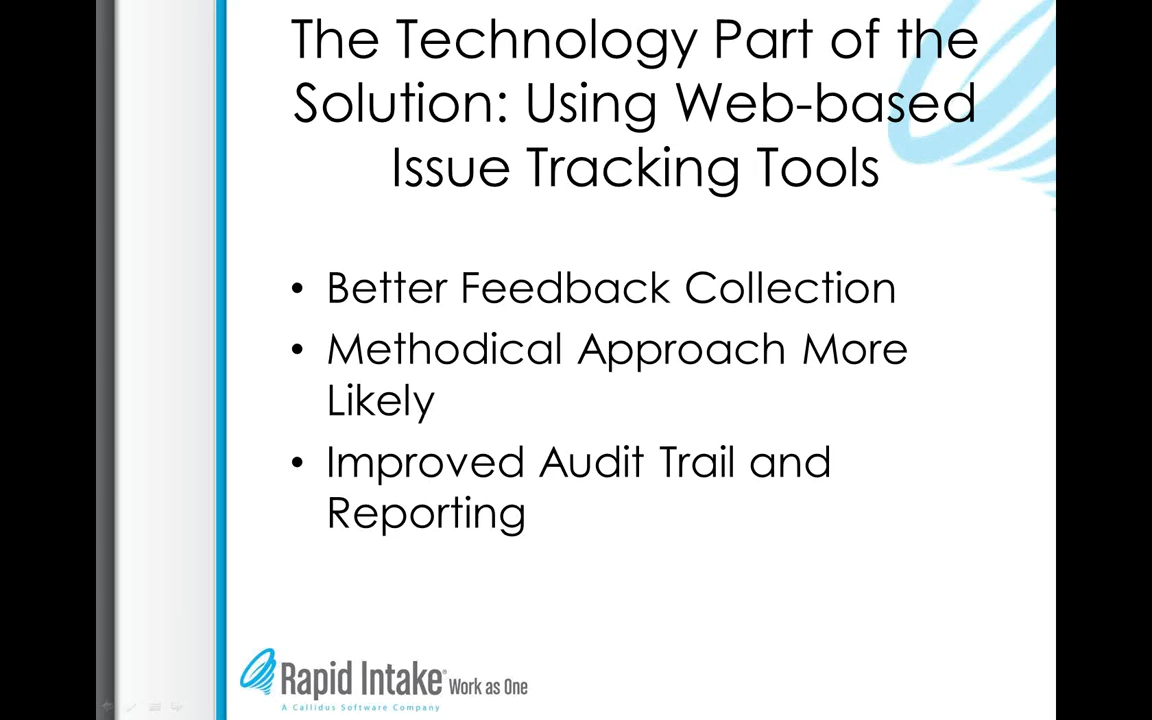 The Technology Part of the
Solution: Using Web-based
Issue Tracking Tools
• Better Feedback Collection
• Methodical Approach More
Likely
• Improved Audit Trail and
Reporting
Rapid Intake® Work as One
A Callidus Software Company